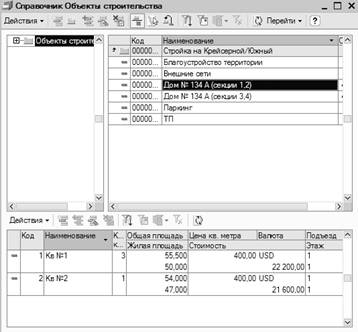 Справочник Объекты строительства
Действия Перейти ?
Объекты строите
Код Наименование
00000... Стройка на Крейсерной/Южный
00000... Благоустройство территории
00000... Внешние сети
00000... Дом № 134 А (секции 1,2)
00000... Дом № 134 А (секции 3,4)
00000... Паркинг
00000... ТП
Действия
Код Наименование К... Общая площадь Цена кв. метра Валюта Подъезд
к... Жилая площадь Стоимость Этаж
1 Кв №1 3 55,500 400,00 USD 1
50,000 22 200,00 1
2 Кв №2 1 54,000 400,00 USD 1
47,000 21 600,00 1